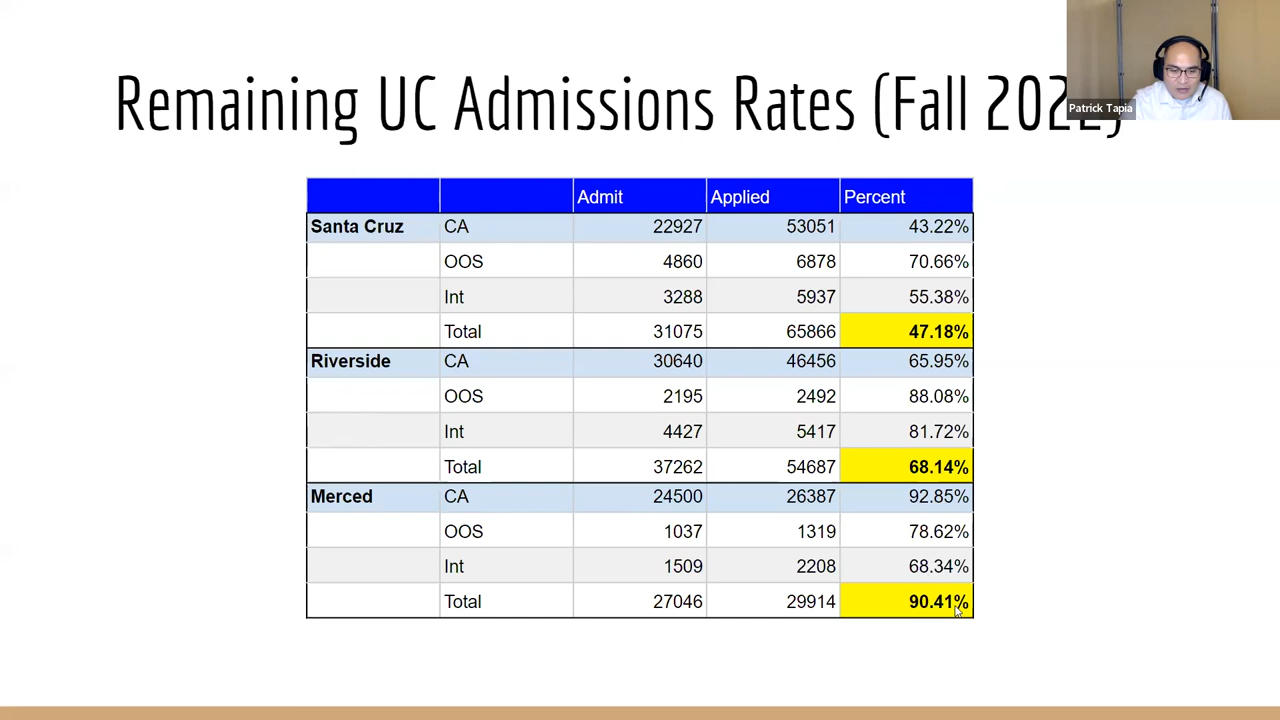 Remaining UC Admissions Rates (Fall 2022)
Patrick Tapia
Admit Applied Percent
Santa Cruz CA 22927 53051 43.22%
OOS 4860 6878 70.66%
Int 3288 5937 55.38%
Total 31075 65866 47.18%
Riverside CA 30640 46456 65.95%
OOS 2195 2492 88.08%
Int 4427 5417 81.72%
Total 37262 54687 68.14%
Merced CA 24500 26387 92.85%
OOS 1037 1319 78.62%
Int 1509 2208 68.34%
Total 27046 29914 90.41%